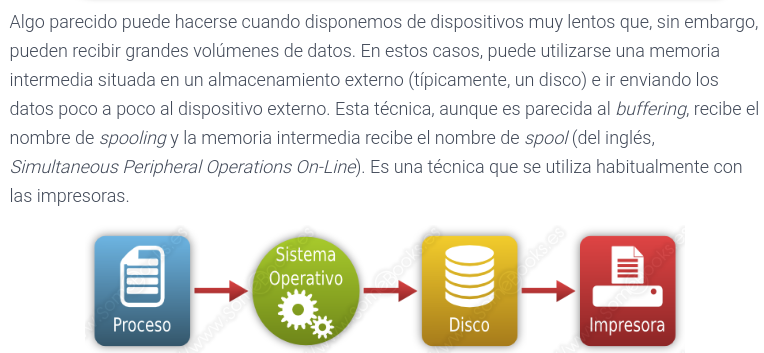 Algo parecido puede hacerse cuando disponemos de dispositivos muy lentos que, sin embargo,
pueden recibir grandes volúmenes de datos. En estos casos, puede utilizarse una memoria
intermedia situada en un almacenamiento externo (típicamente, un disco) e ir enviando los
datos poco a poco al dispositivo externo. Esta técnica, aunque es parecida al buffering, recibe el
nombre de spooling y la memoria intermedia recibe el nombre de spool (del inglés,
Simultaneous Peripheral Operations On-Line). Es una técnica que se utiliza habitualmente con
las impresoras.
Proceso
Sistema
Operativo
Disco
Impresora